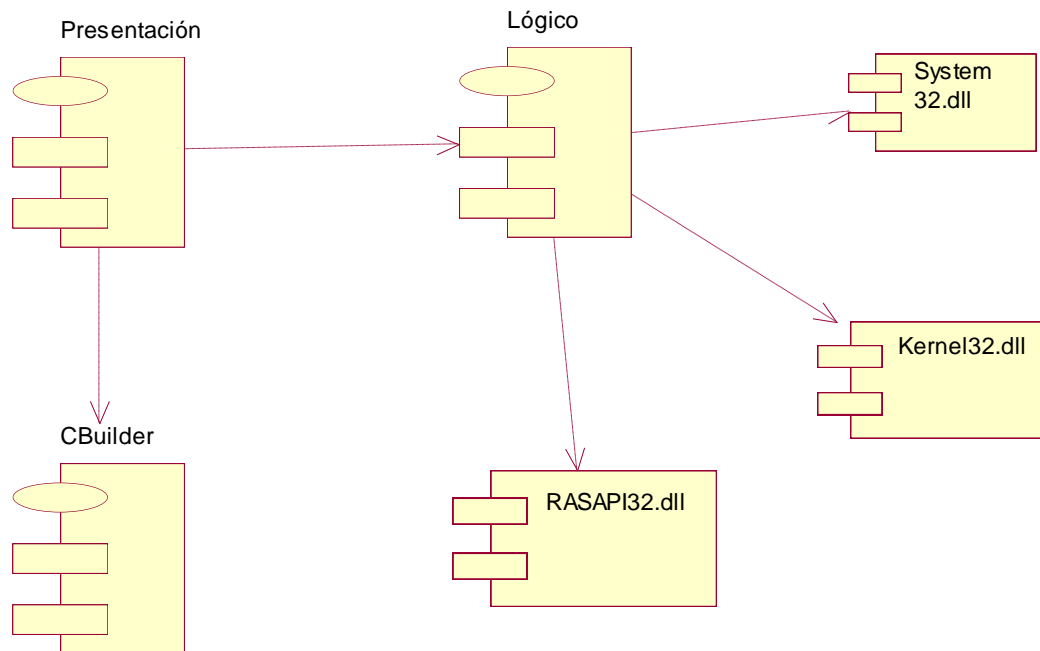 Presentación
Lógico
System
32.dll
Kernel32.dll
CBuilder
RASAPI32.dll